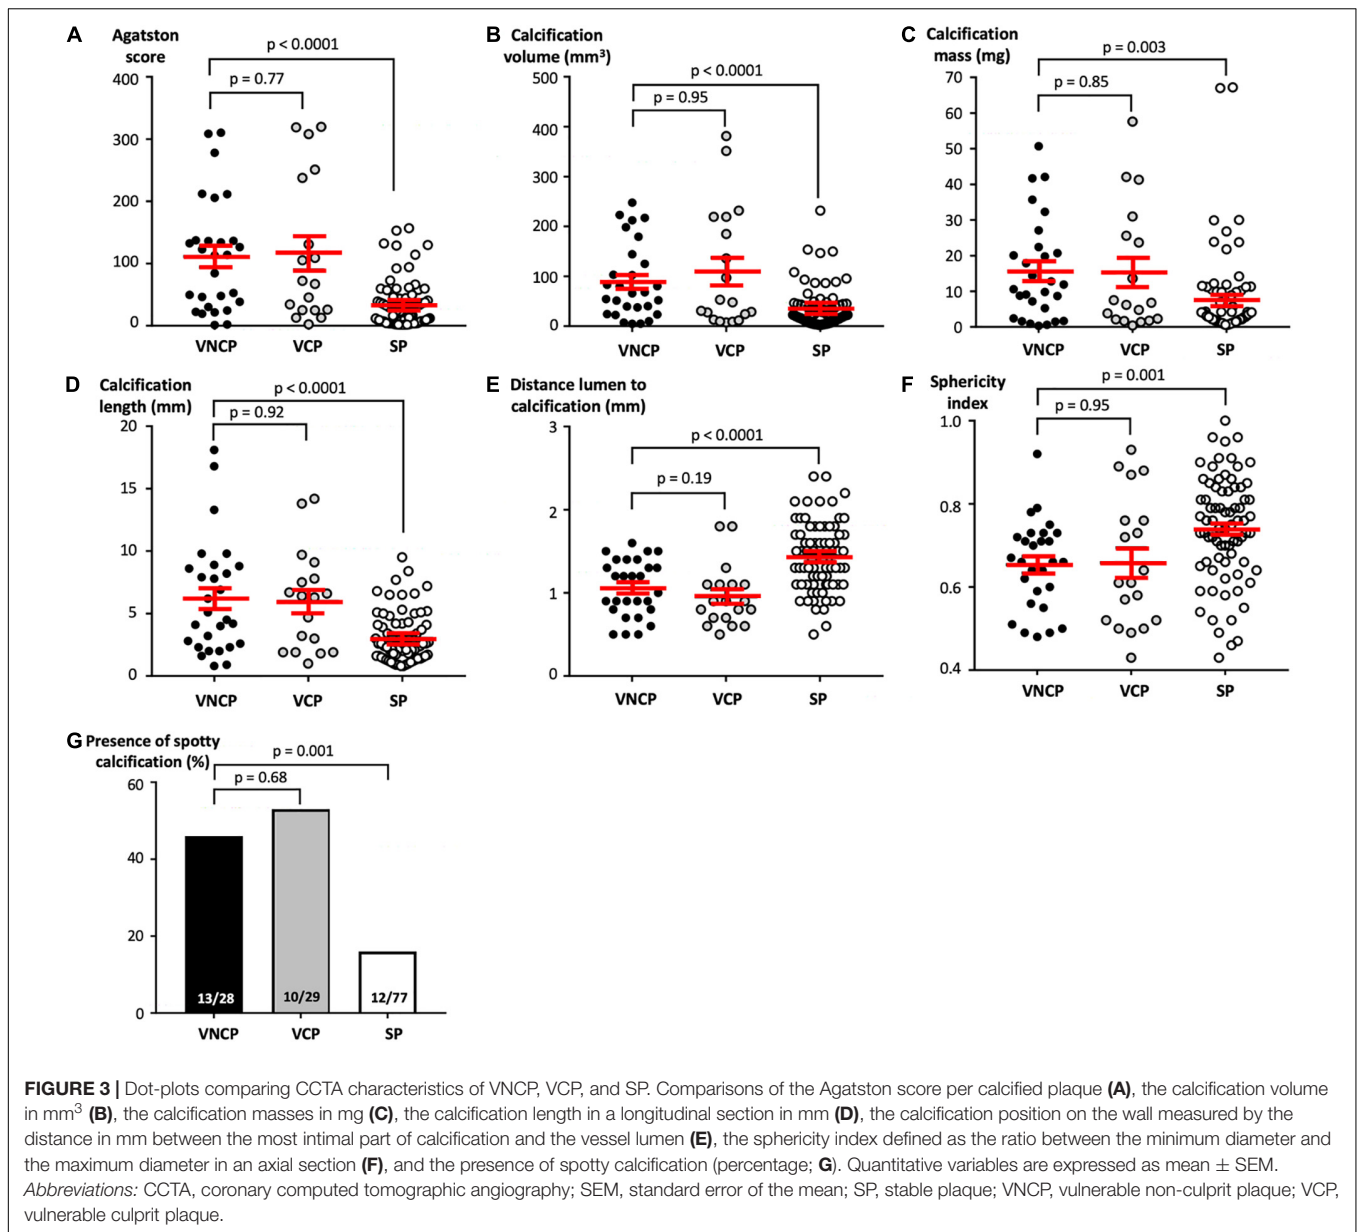 A Agatston score
p < 0.0001
p = 0.77
400
300
200
100
0
VNCP VCP SP
B Calcification volume (mm³)
p < 0.0001
p = 0.95
500
400
300
200
100
0
VNCP VCP SP
C Calcification mass (mg)
p = 0.003
p = 0.85
70
60
50
40
30
20
10
0
VNCP VCP SP
D Calcification length (mm)
p < 0.0001
p = 0.92
20
15
10
5
0
VNCP VCP SP
E Distance lumen to calcification (mm)
p < 0.0001
p = 0.19
3
2
1
0
VNCP VCP SP
F Sphericity index
p = 0.001
p = 0.95
1.0
0.8
0.6
0.4
VNCP VCP SP
G Presence of spotty calcification (%)
p = 0.001
p = 0.68
60
40
20
0
13/28 10/29 12/77
VNCP VCP SP
FIGURE 3 | Dot-plots comparing CCTA characteristics of VNCP, VCP, and SP. Comparisons of the Agatston score per calcified plaque (A), the calcification volume
in mm³ (B), the calcification masses in mg (C), the calcification length in a longitudinal section in mm (D), the calcification position on the wall measured by the
distance in mm between the most intimal part of calcification and the vessel lumen (E), the sphericity index defined as the ratio between the minimum diameter and
the maximum diameter in an axial section (F), and the presence of spotty calcification (percentage; G). Quantitative variables are expressed as mean ± SEM.
Abbreviations: CCTA, coronary computed tomographic angiography; SEM, standard error of the mean; SP, stable plaque; VNCP, vulnerable non-culprit plaque; VCP,
vulnerable culprit plaque.